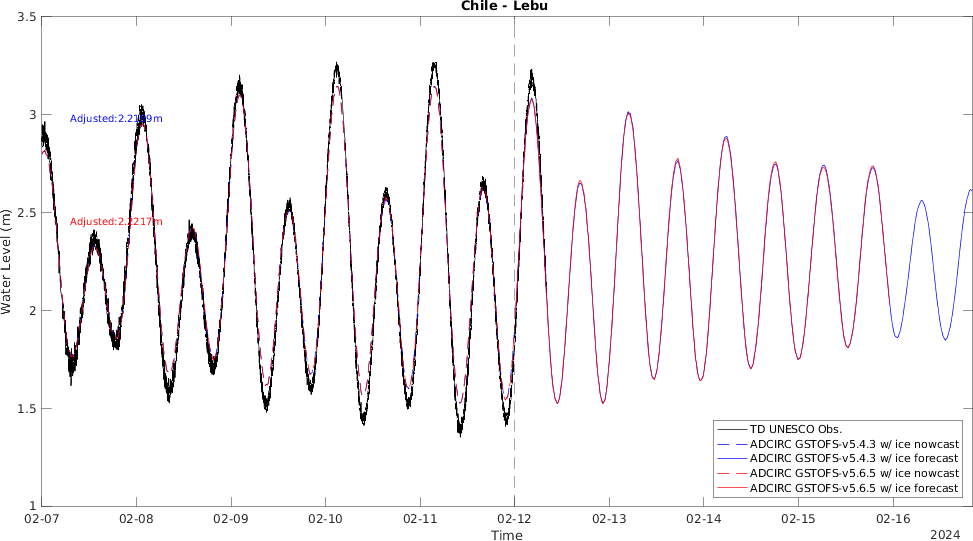 Chile - Lebu
3.5
3
2.5
2
1.5
1
Water Level (m)
Adjusted:2.2217m
02-07
02-08
02-09
02-10
02-11
02-12
02-13
02-14
02-15
02-16
Time
2024
TD UNESCO Obs.
ADCIRC GSTOFS-v5.4.3 w/ ice nowcast
ADCIRC GSTOFS-v5.4.3 w/ ice forecast
ADCIRC GSTOFS-v5.6.5 w/ ice nowcast
ADCIRC GSTOFS-v5.6.5 w/ ice forecast